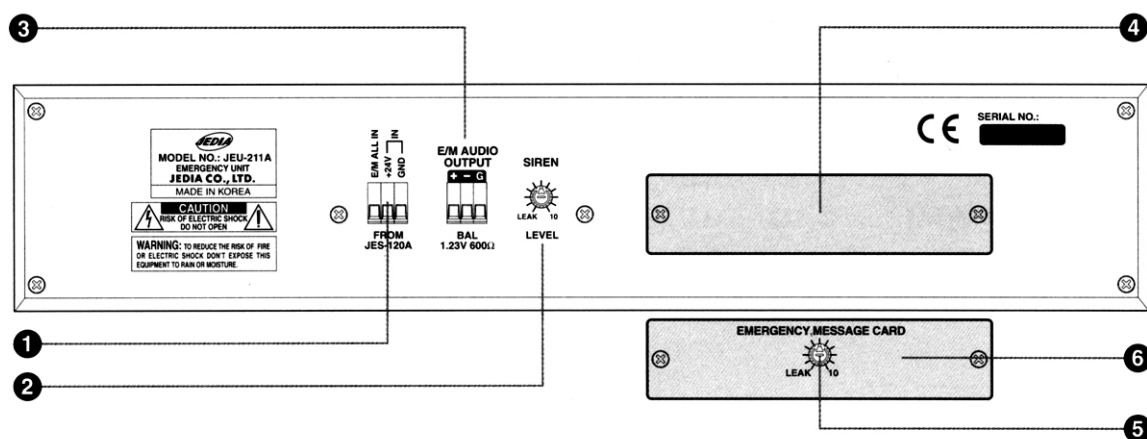 3
4
JEDIA
MODEL NO.: JEU-211A
EMERGENCY UNIT
JEDIA CO., LTD.
MADE IN KOREA
CAUTION
RISK OF ELECTRIC SHOCK
DO NOT OPEN
WARNING: TO REDUCE THE RISK OF FIRE
OR ELECTRIC SHOCK DON'T EXPOSE THIS
EQUIPMENT TO RAIN OR MOISTURE.
E/M ALL IN
+24V
GND
IN
FROM
JES-120A
E/M AUDIO
OUTPUT
+ − G
BAL
1.23V 600Ω
SIREN
LEAK 10
LEVEL
CE
SERIAL NO.:
1
2
EMERGENCY MESSAGE CARD
LEAK 10
6
5